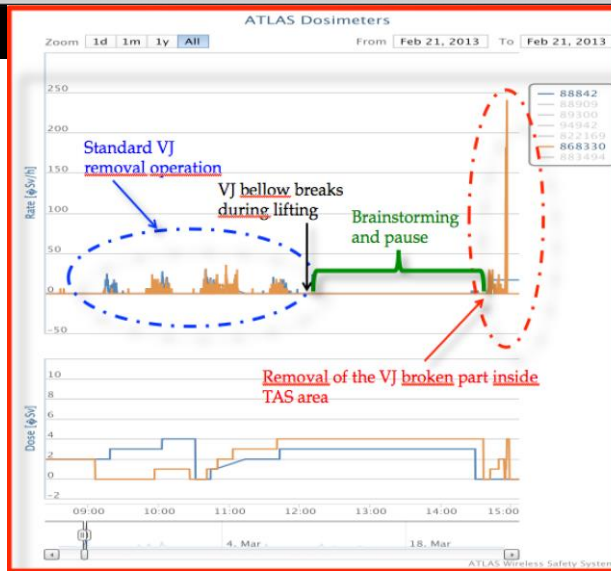 ATLAS Dosimeters
Zoom 1d 1m 1y All From Feb 21, 2013 To Feb 21, 2013
250
200
150
100
50
0
-50
Rate [�Sv/h]
88842
88909
89300
94942
822169
868330
883494
Standard VJ
removal operation
VJ bellow breaks
during lifting
Brainstorming
and pause
Removal of the VJ broken part inside
TAS area
10
8
6
4
2
0
-2
Dose [�Sv]
09:00 10:00 11:00 12:00 13:00 14:00 15:00
4. Mar 18. Mar
ATLAS Wireless Safety System